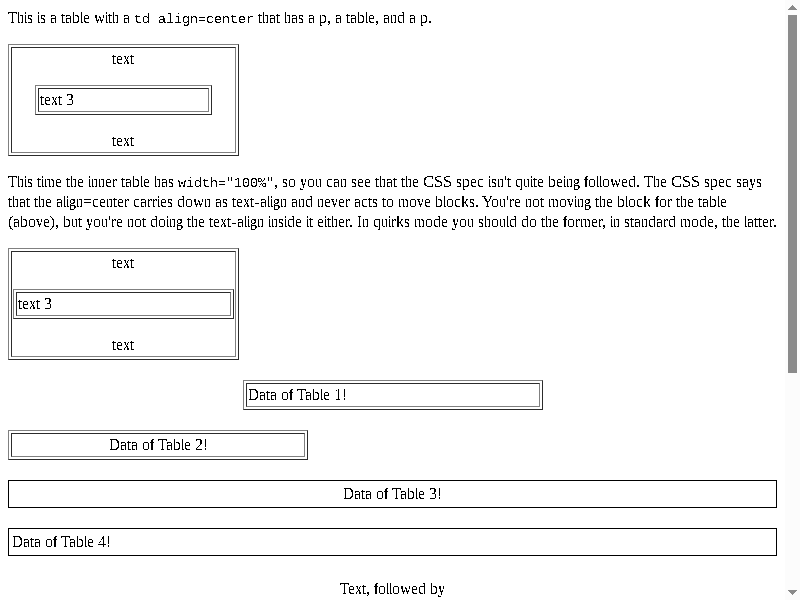 This is a table with a td align=center that has a p, a table, and a p.
text
text 3
text
This time the inner table has width="100%", so you can see that the CSS spec isn't quite being followed. The CSS spec says
that the align=center carries down as text-align and never acts to move blocks. You're not moving the block for the table
(above), but you're not doing the text-align inside it either. In quirks mode you should do the former, in standard mode, the latter.
text
text 3
text
Data of Table 1!
Data of Table 2!
Data of Table 3!
Data of Table 4!
Text, followed by